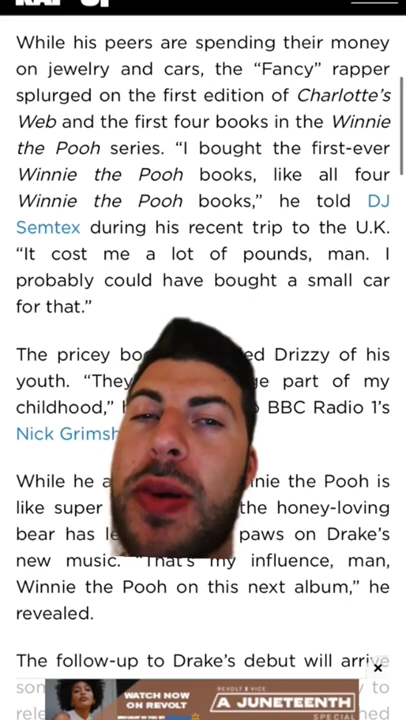 While his peers are spending their money
on jewelry and cars, the “Fancy” rapper
splurged on the first edition of Charlotte’s
Web and the first four books in the Winnie
the Pooh series. “I bought the first-ever
Winnie the Pooh books, like all four
Winnie the Pooh books,” he told DJ
Semtex during his recent trip to the U.K.
“It cost me a lot of pounds, man. I
probably could have bought a small car
for that.”
The pricey ed Drizzy of his
youth. “They part of my
childhood,” BBC Radio 1’s
Nick
While he the Pooh is
like super the honey-loving
bear has paws on Drake’s
new music. “That’s my influence, man,
Winnie the Pooh on this next album,” he
revealed.
The follow-up to Drake’s debut will arrive
to
WATCH NOW
ON REVOLT
REVOLT X VICE
A JUNETEENTH
SPECIAL